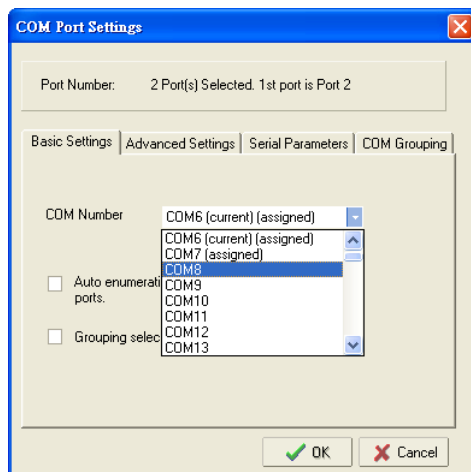 COM Port Settings
Port Number: 2 Port(s) Selected. 1st port is Port 2
Basic Settings Advanced Settings Serial Parameters COM Grouping
COM Number COM6 (current) (assigned)
COM6 (current) (assigned)
COM7 (assigned)
COM8
COM9
COM10
COM11
COM12
COM13
Auto enumerati
ports.
Grouping selec
OK Cancel